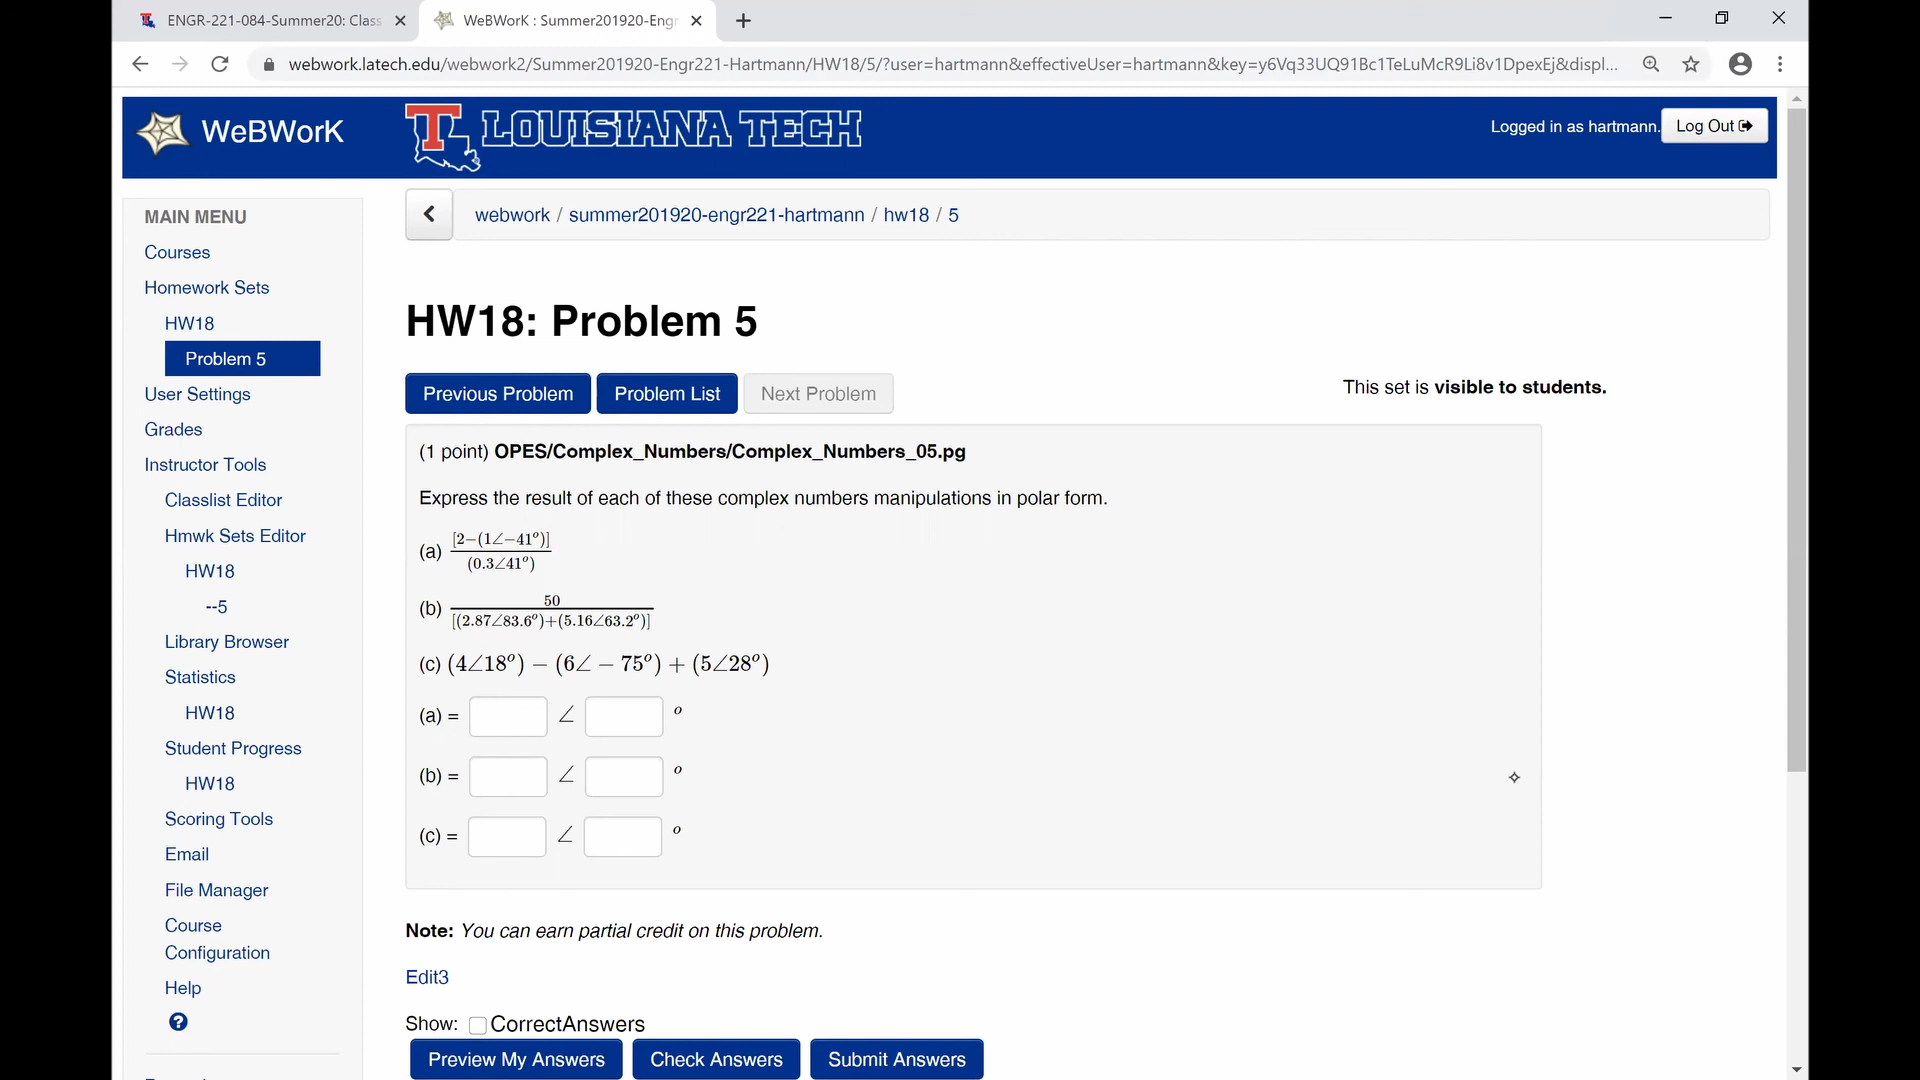 ENGR-221-084-Summer20: Class
WeBWorK : Summer201920-Engr
webwork.latech.edu/webwork2/Summer201920-Engr221-Hartmann/HW18/5/?user=hartmann&effectiveUser=hartmann&key=y6Vq33UQ91Bc1TeLuMcR9Li8v1DpexEj&displ...
WeBWorK
LOUISIANA TECH
Logged in as hartmann.
Log Out
webwork / summer201920-engr221-hartmann / hw18 / 5
MAIN MENU
Courses
Homework Sets
HW18
Problem 5
User Settings
Grades
Instructor Tools
Classlist Editor
Hmwk Sets Editor
HW18
--5
Library Browser
Statistics
HW18
Student Progress
HW18
Scoring Tools
Email
File Manager
Course
Configuration
Help
HW18: Problem 5
Previous Problem
Problem List
Next Problem
This set is visible to students.
(1 point) OPES/Complex_Numbers/Complex_Numbers_05.pg
Express the result of each of these complex numbers manipulations in polar form.
(a) [2−(1∠−41°)] / (0.3∠41°)
(b) 50 / [(2.87∠83.6°)+(5.16∠63.2°)]
(c) (4∠18°) − (6∠ − 75°) + (5∠28°)
(a) = ∠ °
(b) = ∠ °
(c) = ∠ °
Note: You can earn partial credit on this problem.
Edit3
Show: CorrectAnswers
Preview My Answers
Check Answers
Submit Answers